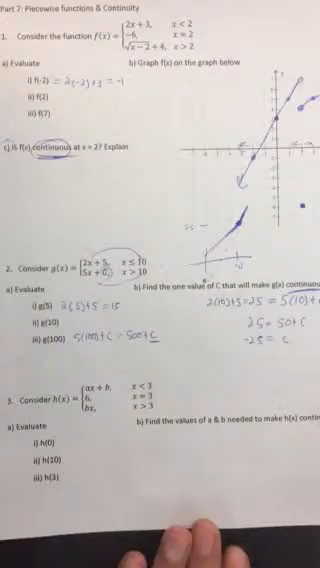 Part 7: Piecewise functions & Continuity
1. Consider the function f(x) = { 2x + 3, x < 2
-6, x = 2
√x − 2 + 4, x > 2
a) Evaluate b) Graph f(x) on the graph below
i) f(-2) = 2(-2)+3 = -1
ii) f(2)
iii) f(7)
c) Is f(x) continuous at x = 2? Explain
25
2. Consider g(x) = { 2x + 5, x ≤ 10
5x + C, x > 10
a) Evaluate b) Find the one value of C that will make g(x) continuou
i) g(5) 2(5)+5 = 15 2(10)+5=25 = 5(10)+
ii) g(10) 25 = 50+C
iii) g(100) 5(100)+C = 500+C -25 = C
3. Consider h(x) = { ax + b, x < 3
6, x = 3
bx, x > 3
a) Evaluate b) Find the values of a & b needed to make h(x) contin
i) h(0)
ii) h(10)
iii) h(3)